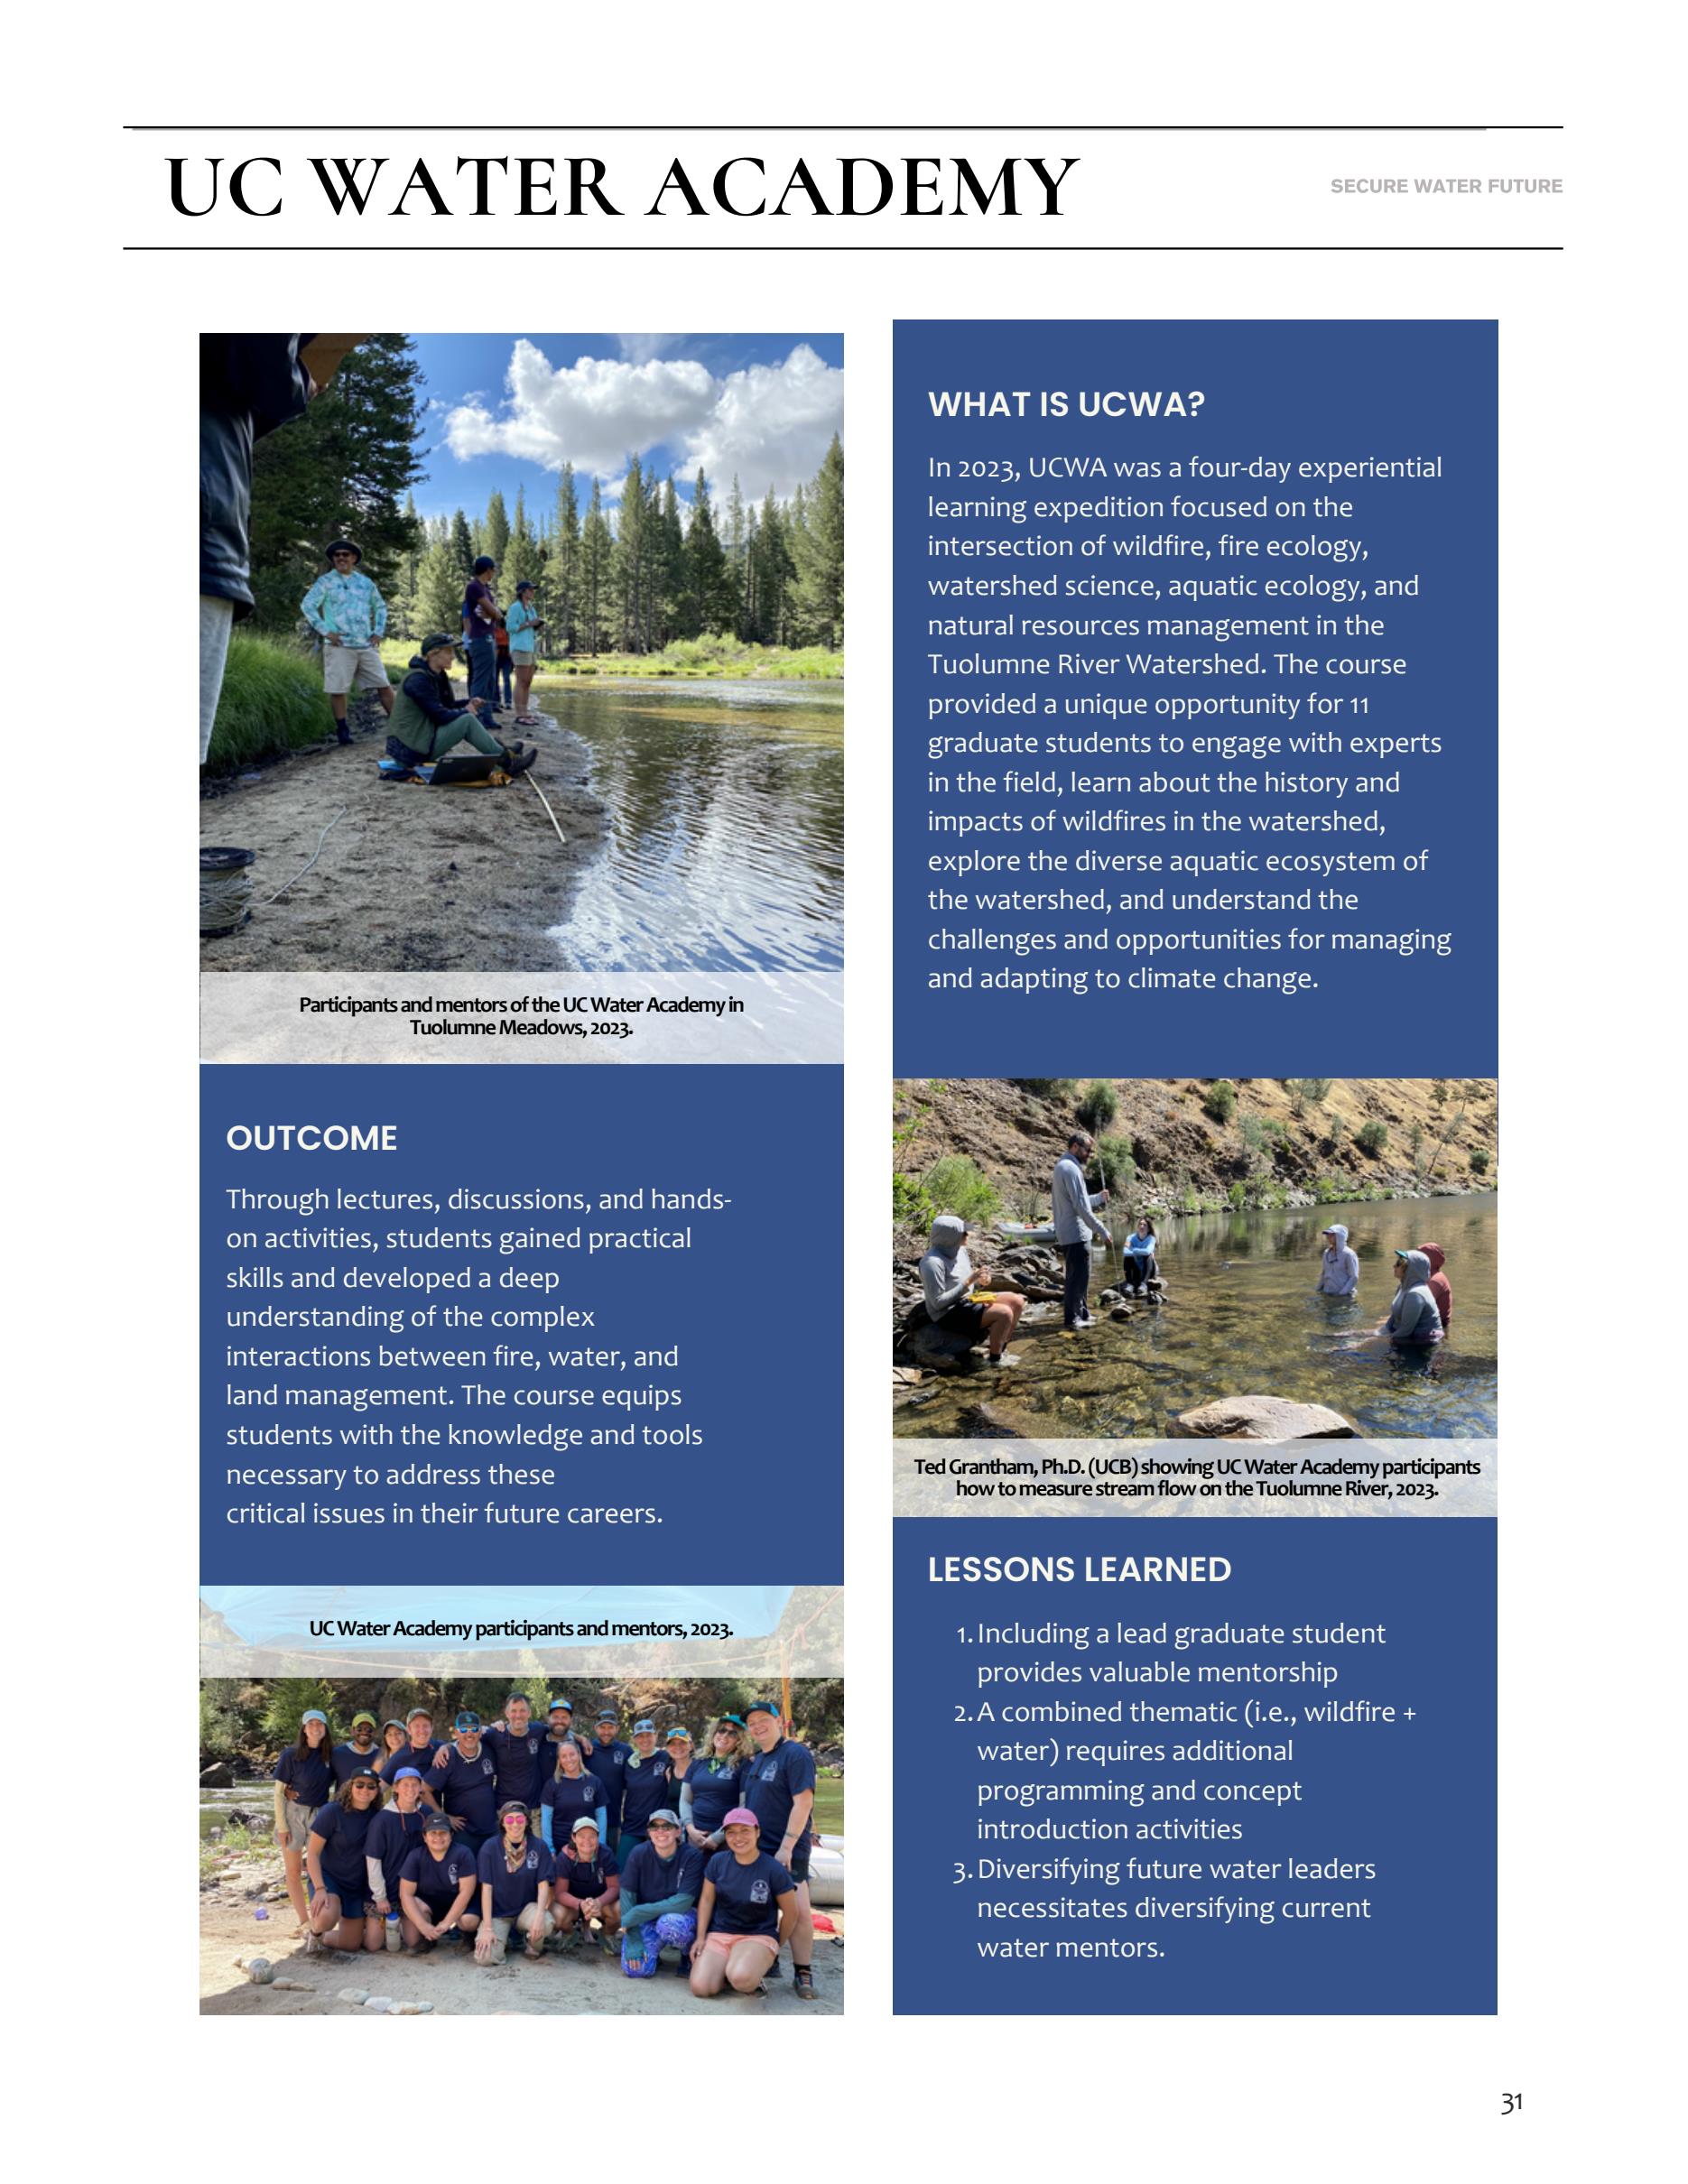 UC WATER ACADEMY
SECURE WATER FUTURE
Participants and mentors of the UC Water Academy in
Tuolumne Meadows, 2023.
OUTCOME
Through lectures, discussions, and hands-
on activities, students gained practical
skills and developed a deep
understanding of the complex
interactions between fire, water, and
land management. The course equips
students with the knowledge and tools
necessary to address these
critical issues in their future careers.
UC Water Academy participants and mentors, 2023.
WHAT IS UCWA?
In 2023, UCWA was a four-day experiential
learning expedition focused on the
intersection of wildfire, fire ecology,
watershed science, aquatic ecology, and
natural resources management in the
Tuolumne River Watershed. The course
provided a unique opportunity for 11
graduate students to engage with experts
in the field, learn about the history and
impacts of wildfires in the watershed,
explore the diverse aquatic ecosystem of
the watershed, and understand the
challenges and opportunities for managing
and adapting to climate change.
Ted Grantham, Ph.D. (UCB) showing UC Water Academy participants
how to measure stream flow on the Tuolumne River, 2023.
LESSONS LEARNED
1. Including a lead graduate student
provides valuable mentorship
2. A combined thematic (i.e., wildfire +
water) requires additional
programming and concept
introduction activities
3. Diversifying future water leaders
necessitates diversifying current
water mentors.
31